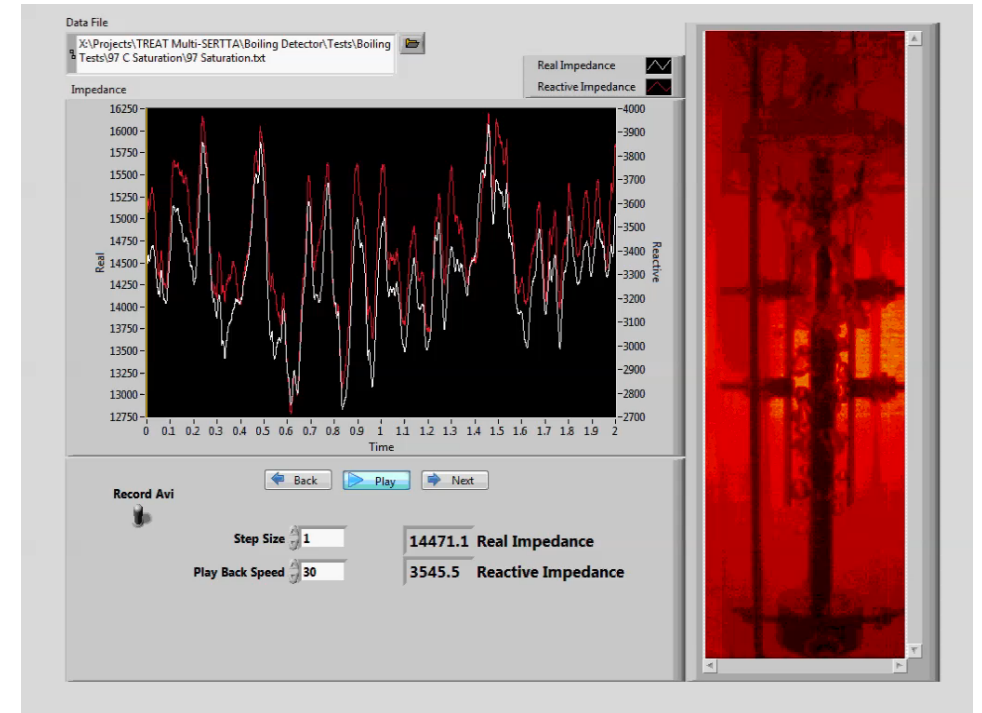 Data File
X:\Projects\TREAT Multi-SERTTA\Boiling Detector\Tests\Boiling
Tests\97 C Saturation\97 Saturation.txt
Real Impedance
Reactive Impedance
Impedance
16250
16000
15750
15500
15250
15000
14750
14500
14250
14000
13750
13500
13250
13000
12750
Real
-4000
-3900
-3800
-3700
-3600
-3500
-3400
-3300
-3200
-3100
-3000
-2900
-2800
-2700
Reactive
0 0.1 0.2 0.3 0.4 0.5 0.6 0.7 0.8 0.9 1 1.1 1.2 1.3 1.4 1.5 1.6 1.7 1.8 1.9 2
Time
Back Play Next
Record Avi
Step Size 1
14471.1 Real Impedance
Play Back Speed 30
3545.5 Reactive Impedance